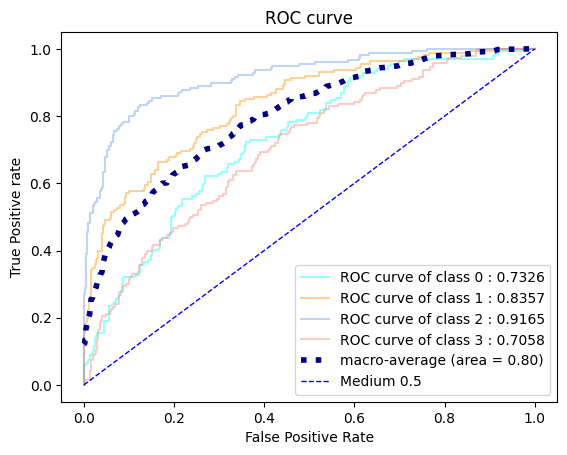 ROC curve
True Positive rate
1.0
0.8
0.6
0.4
0.2
0.0
ROC curve of class 0 : 0.7326
ROC curve of class 1 : 0.8357
ROC curve of class 2 : 0.9165
ROC curve of class 3 : 0.7058
macro-average (area = 0.80)
Medium 0.5
0.0 0.2 0.4 0.6 0.8 1.0
False Positive Rate